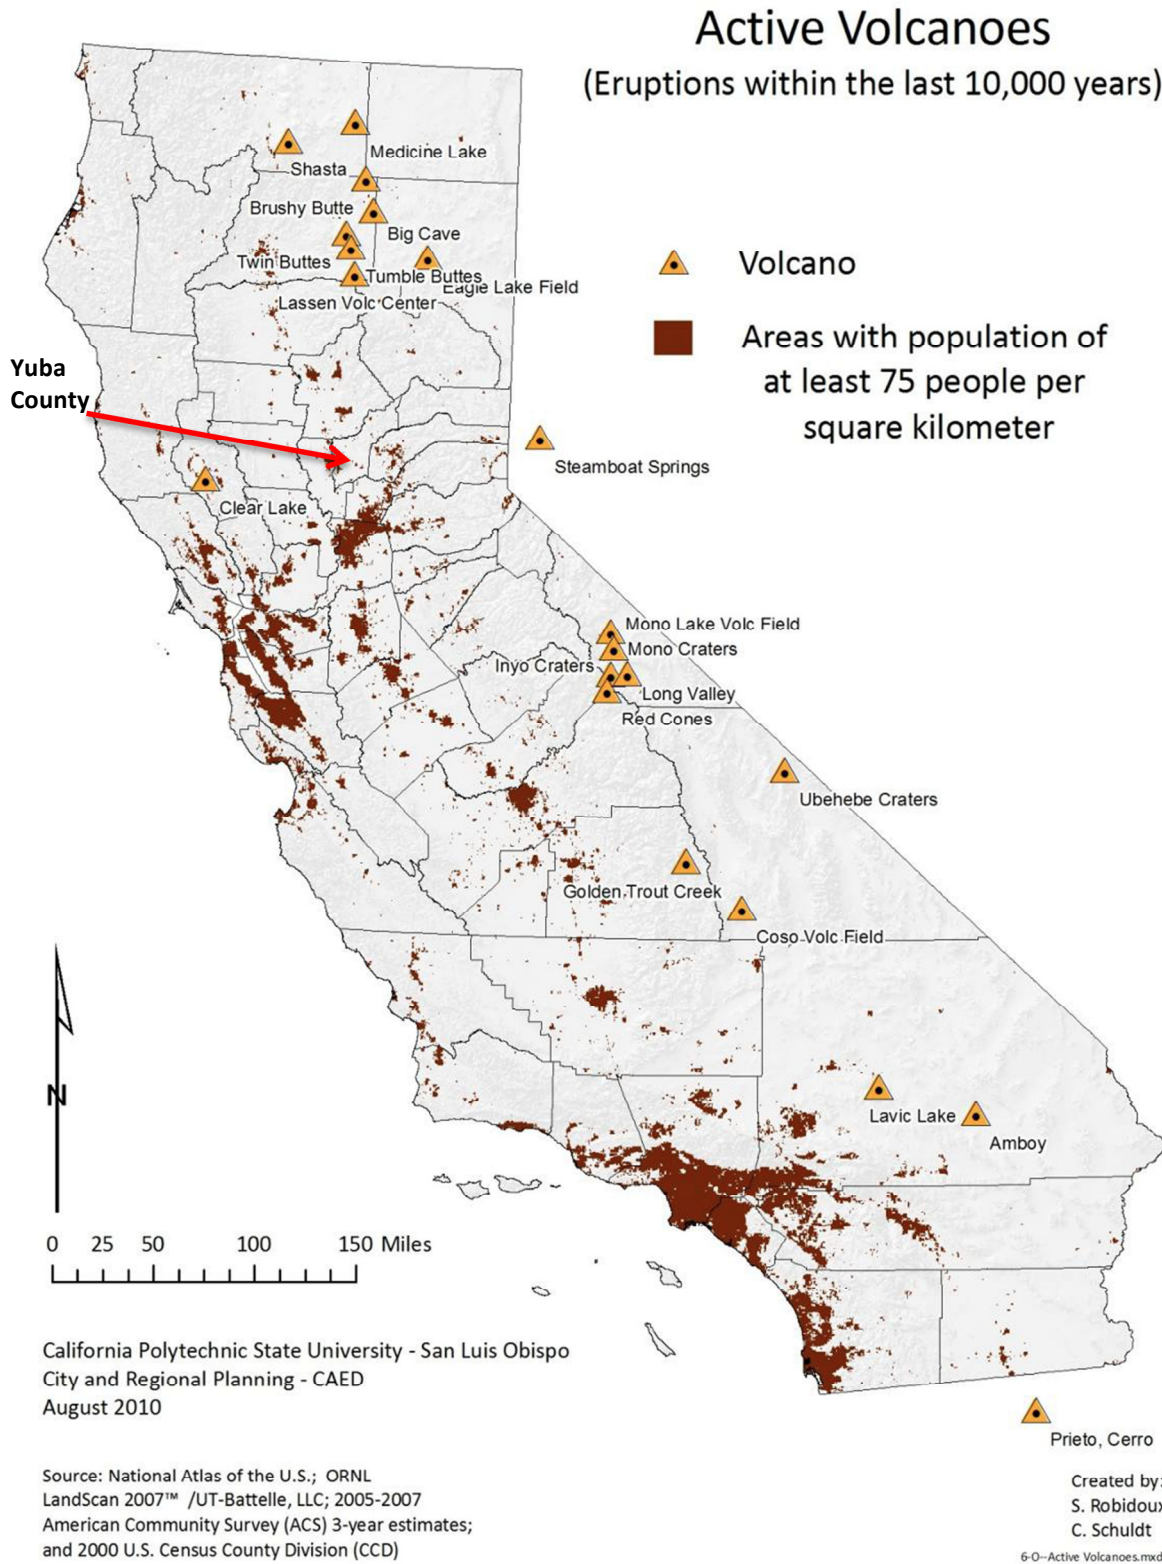 Active Volcanoes
(Eruptions within the last 10,000 years)
Medicine Lake
Shasta
Brushy Butte
Big Cave
Twin Buttes
Tumble Buttes
Eagle Lake Field
Lassen Volc Center
Volcano
Areas with population of
at least 75 people per
square kilometer
Yuba
County
Steamboat Springs
Clear Lake
Mono Lake Volc Field
Mono Craters
Inyo Craters
Long Valley
Red Cones
Ubehebe Craters
Golden Trout Creek
Coso Volc Field
N
Lavic Lake
Amboy
0 25 50 100 150 Miles
California Polytechnic State University - San Luis Obispo
City and Regional Planning - CAED
August 2010
Prieto, Cerro
Source: National Atlas of the U.S.; ORNL
LandScan 2007™ /UT-Battelle, LLC; 2005-2007
American Community Survey (ACS) 3-year estimates;
and 2000 U.S. Census County Division (CCD)
Created by:
S. Robidoux
C. Schuldt
6-O--Active Volcanoes.mxd